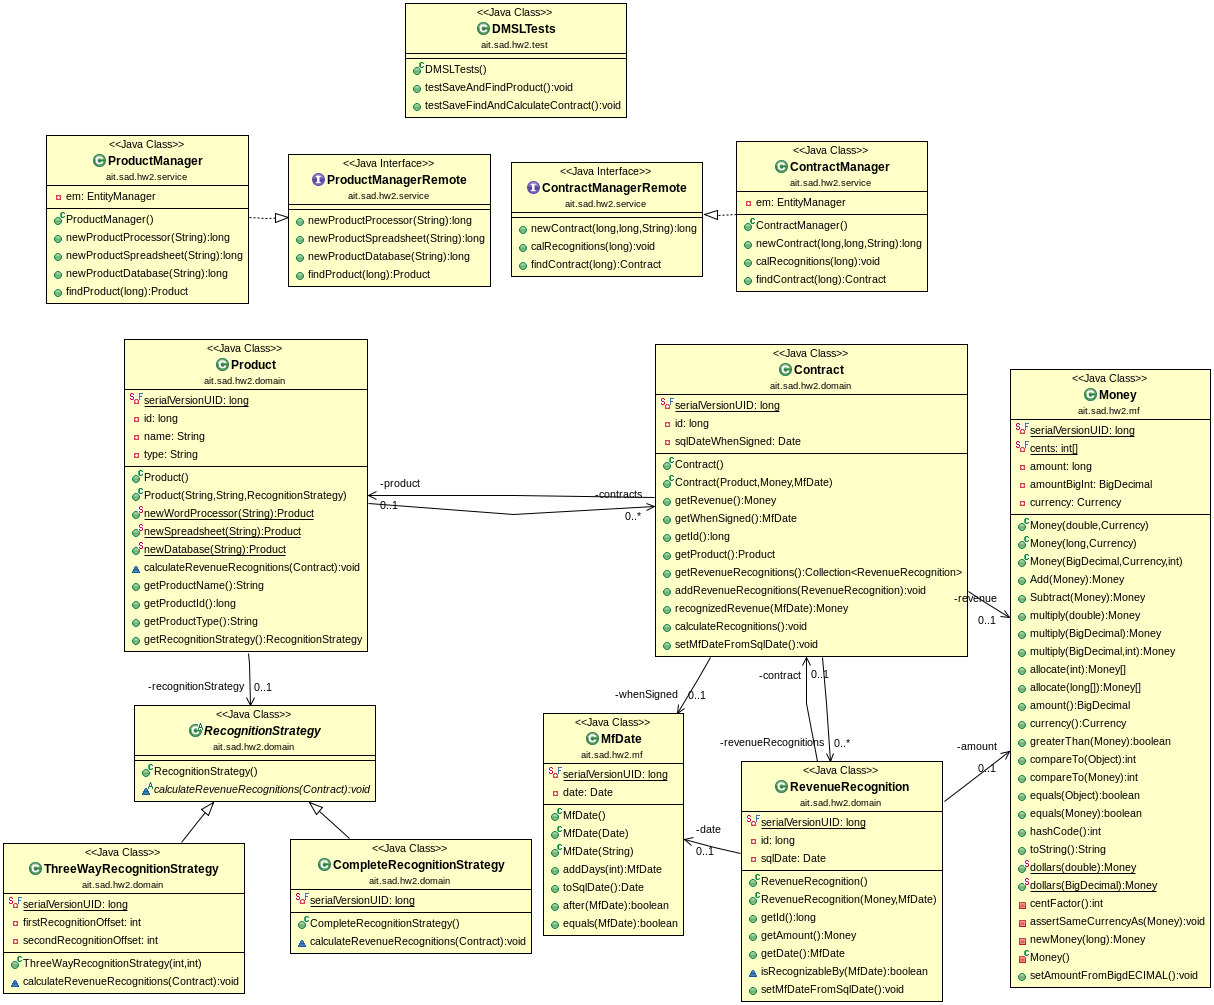 <<Java Class>>
DMSLTests
ait.sad.hw2.test
DMSLTests()
testSaveAndFindProduct():void
testSaveFindAndCalculateContract():void
<<Java Class>>
ProductManager
ait.sad.hw2.service
em: EntityManager
ProductManager()
newProductProcessor(String):long
newProductSpreadsheet(String):long
newProductDatabase(String):long
findProduct(long):Product
<<Java Interface>>
ProductManagerRemote
ait.sad.hw2.service
newProductProcessor(String):long
newProductSpreadsheet(String):long
newProductDatabase(String):long
findProduct(long):Product
<<Java Interface>>
ContractManagerRemote
ait.sad.hw2.service
newContract(long,long,String):long
calRecognitions(long):void
findContract(long):Contract
<<Java Class>>
ContractManager
ait.sad.hw2.service
em: EntityManager
ContractManager()
newContract(long,long,String):long
calRecognitions(long):void
findContract(long):Contract
<<Java Class>>
Product
ait.sad.hw2.domain
serialVersionUID: long
id: long
name: String
type: String
Product()
Product(String,String,RecognitionStrategy)
newWordProcessor(String):Product
newSpreadsheet(String):Product
newDatabase(String):Product
calculateRevenueRecognitions(Contract):void
getProductName():String
getProductId():long
getProductType():String
getRecognitionStrategy():RecognitionStrategy
-product
0..1
-contracts
0..*
<<Java Class>>
Contract
ait.sad.hw2.domain
serialVersionUID: long
id: long
sqlDateWhenSigned: Date
Contract()
Contract(Product,Money,MfDate)
getRevenue():Money
getWhenSigned():MfDate
getId():long
getProduct():Product
getRevenueRecognitions():Collection<RevenueRecognition>
addRevenueRecognitions(RevenueRecognition):void
recognizedRevenue(MfDate):Money
calculateRecognitions():void
setMfDateFromSqlDate():void
-revenue
0..1
<<Java Class>>
Money
ait.sad.hw2.mf
serialVersionUID: long
cents: int[]
amount: long
amountBigInt: BigDecimal
currency: Currency
Money(double,Currency)
Money(long,Currency)
Money(BigDecimal,Currency,int)
Add(Money):Money
Subtract(Money):Money
multiply(double):Money
multiply(BigDecimal):Money
multiply(BigDecimal,int):Money
allocate(int):Money[]
allocate(long[]):Money[]
amount():BigDecimal
currency():Currency
greaterThan(Money):boolean
compareTo(Object):int
compareTo(Money):int
equals(Object):boolean
equals(Money):boolean
hashCode():int
toString():String
dollars(double):Money
dollars(BigDecimal):Money
centFactor():int
assertSameCurrencyAs(Money):void
newMoney(long):Money
Money()
setAmountFromBigdECIMAL():void
-recognitionStrategy
0..1
<<Java Class>>
RecognitionStrategy
ait.sad.hw2.domain
RecognitionStrategy()
calculateRevenueRecognitions(Contract):void
-whenSigned
0..1
-contract
0..1
-revenueRecognitions
0..*
<<Java Class>>
MfDate
ait.sad.hw2.mf
serialVersionUID: long
date: Date
MfDate()
MfDate(Date)
MfDate(String)
addDays(int):MfDate
toSqlDate():Date
after(MfDate):boolean
equals(MfDate):boolean
-date
0..1
<<Java Class>>
RevenueRecognition
ait.sad.hw2.domain
serialVersionUID: long
id: long
sqlDate: Date
RevenueRecognition()
RevenueRecognition(Money,MfDate)
getId():long
getAmount():Money
getDate():MfDate
isRecognizableBy(MfDate):boolean
setMfDateFromSqlDate():void
-amount
0..1
<<Java Class>>
ThreeWayRecognitionStrategy
ait.sad.hw2.domain
serialVersionUID: long
firstRecognitionOffset: int
secondRecognitionOffset: int
ThreeWayRecognitionStrategy(int,int)
calculateRevenueRecognitions(Contract):void
<<Java Class>>
CompleteRecognitionStrategy
ait.sad.hw2.domain
serialVersionUID: long
CompleteRecognitionStrategy()
calculateRevenueRecognitions(Contract):void